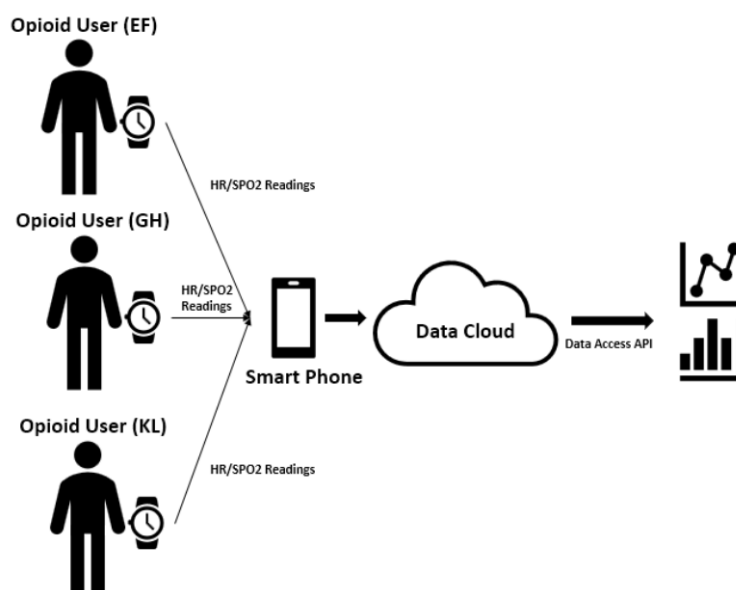 Opioid User (EF)
HR/SPO2 Readings
Opioid User (GH)
HR/SPO2
Readings
Smart Phone
Data Cloud
Data Access API
Opioid User (KL)
HR/SPO2 Readings